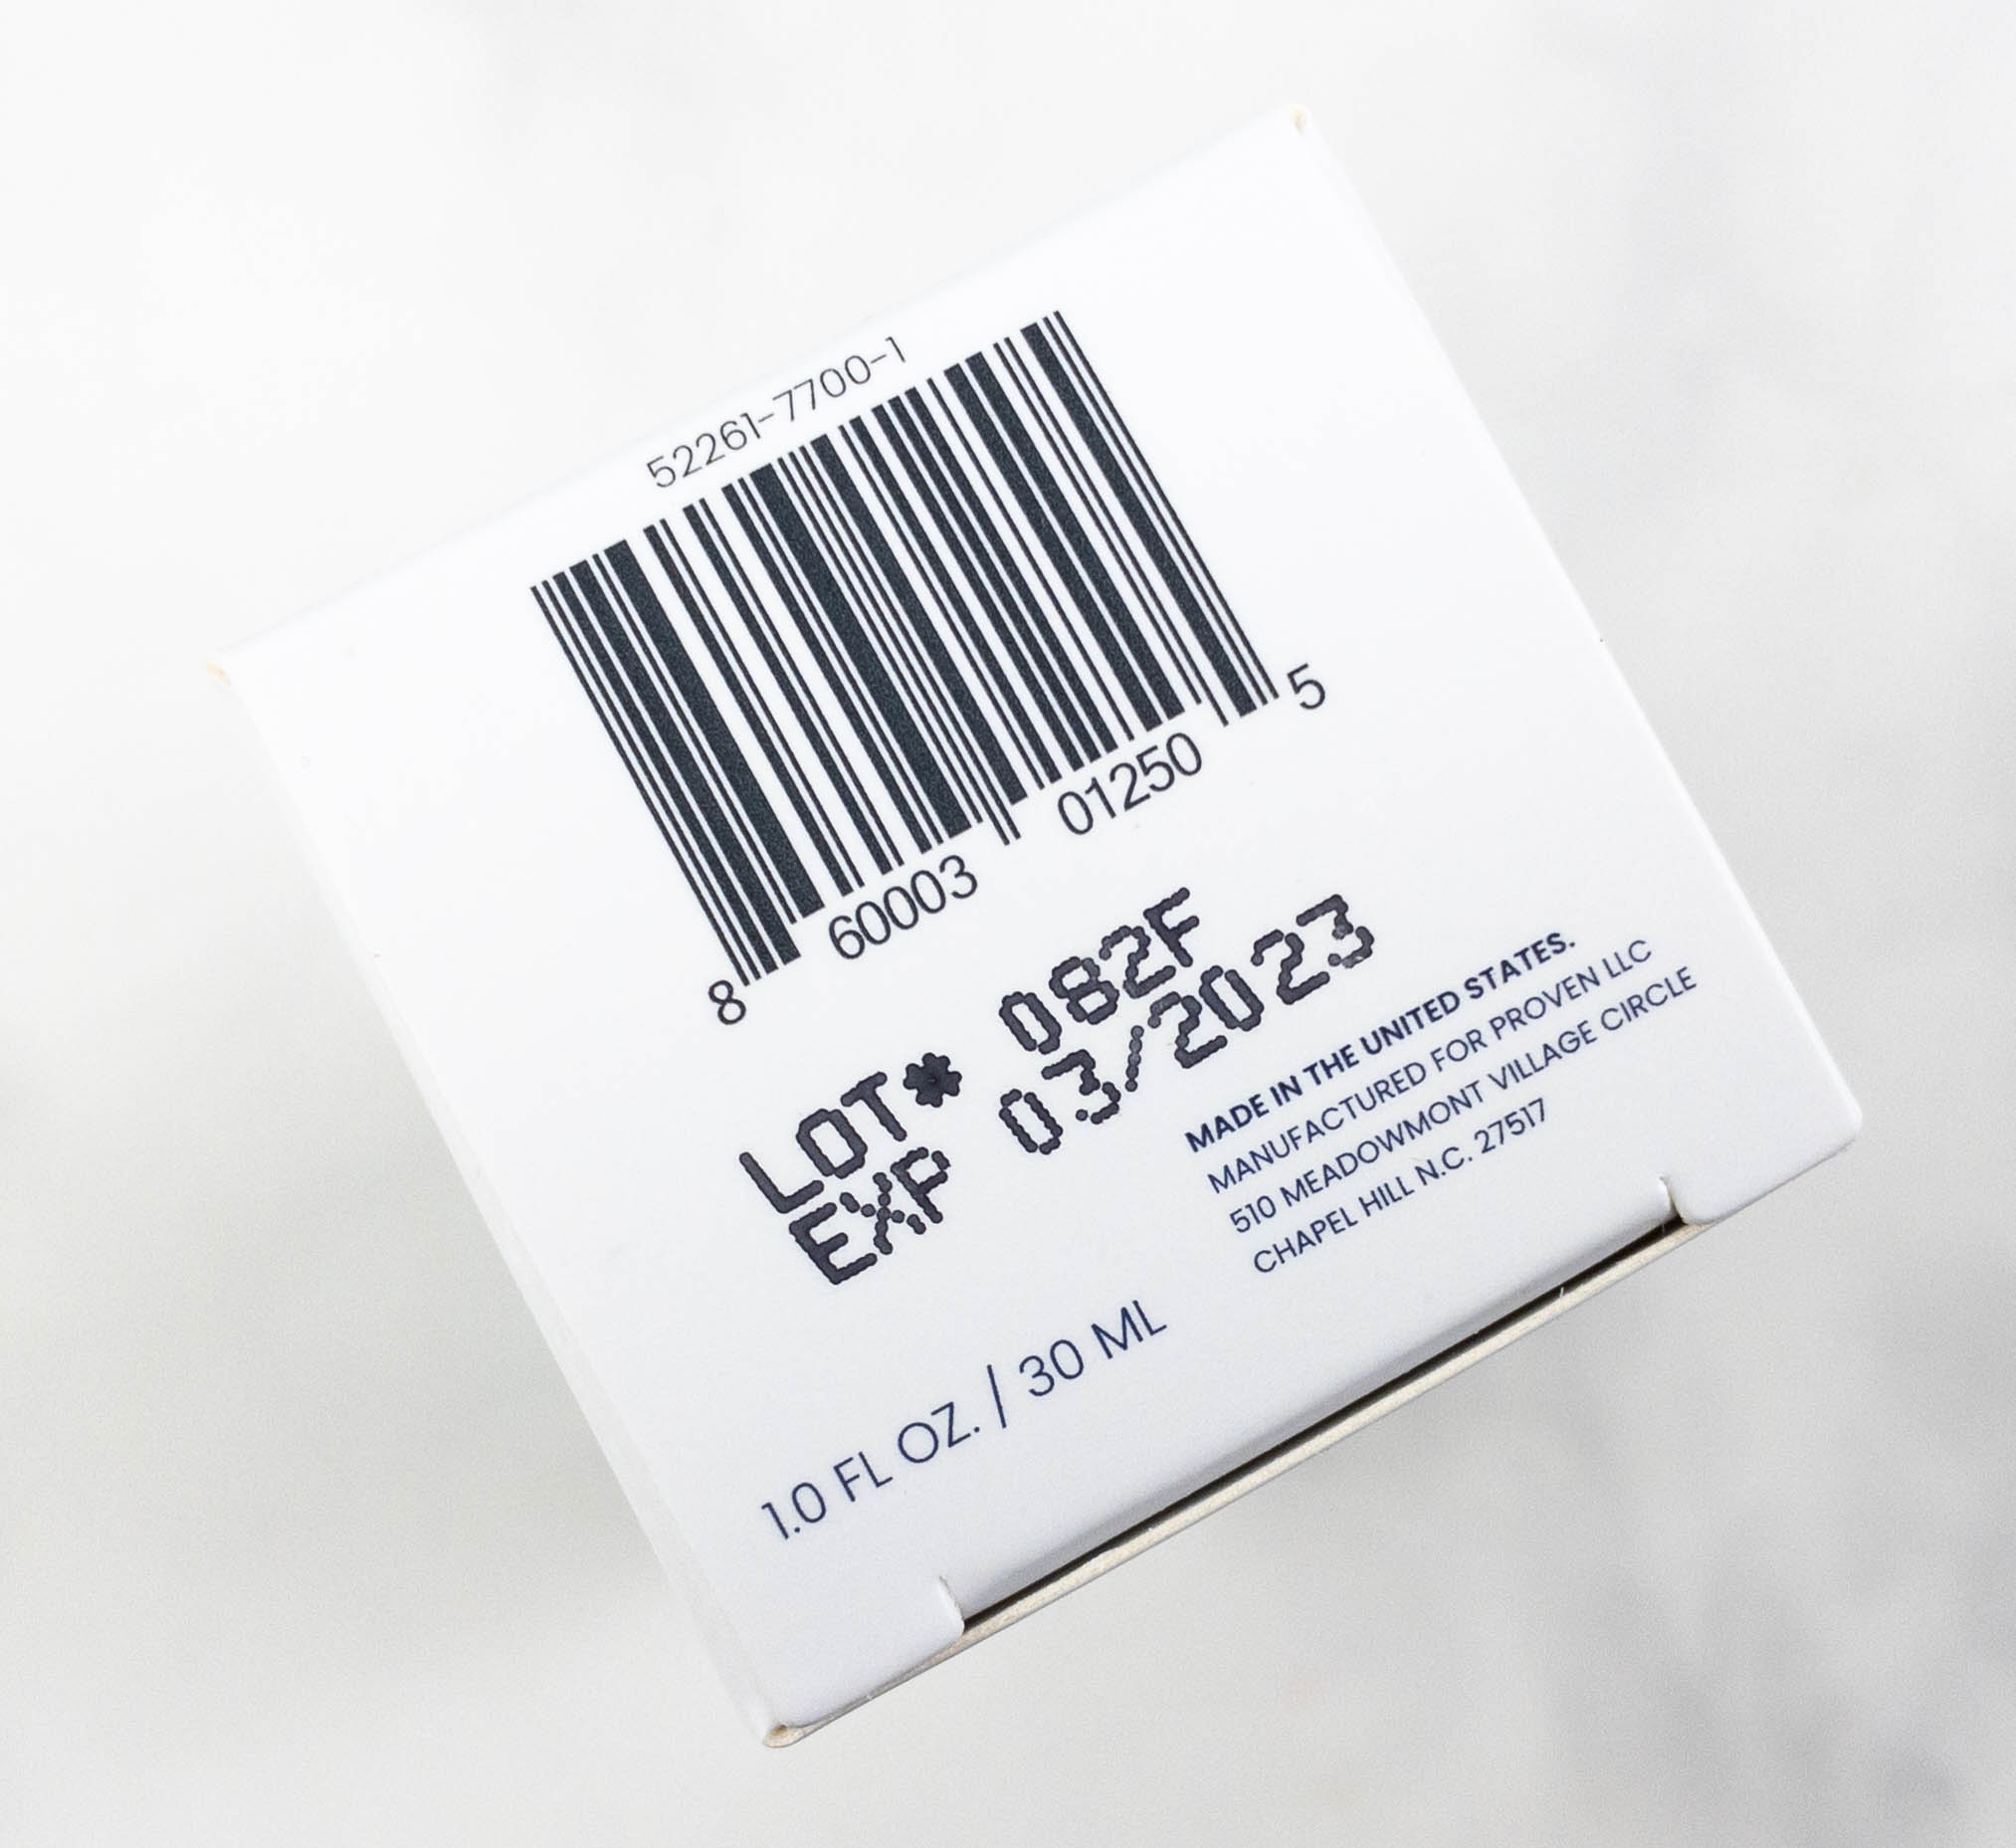 52261-7700-1
8 60003 01250 5
LOT* 082F
EXP 03/2023
MADE IN THE UNITED STATES.
MANUFACTURED FOR PROVEN LLC
510 MEADOWMONT VILLAGE CIRCLE
CHAPEL HILL N.C. 27517
1.0 FL OZ. / 30 ML